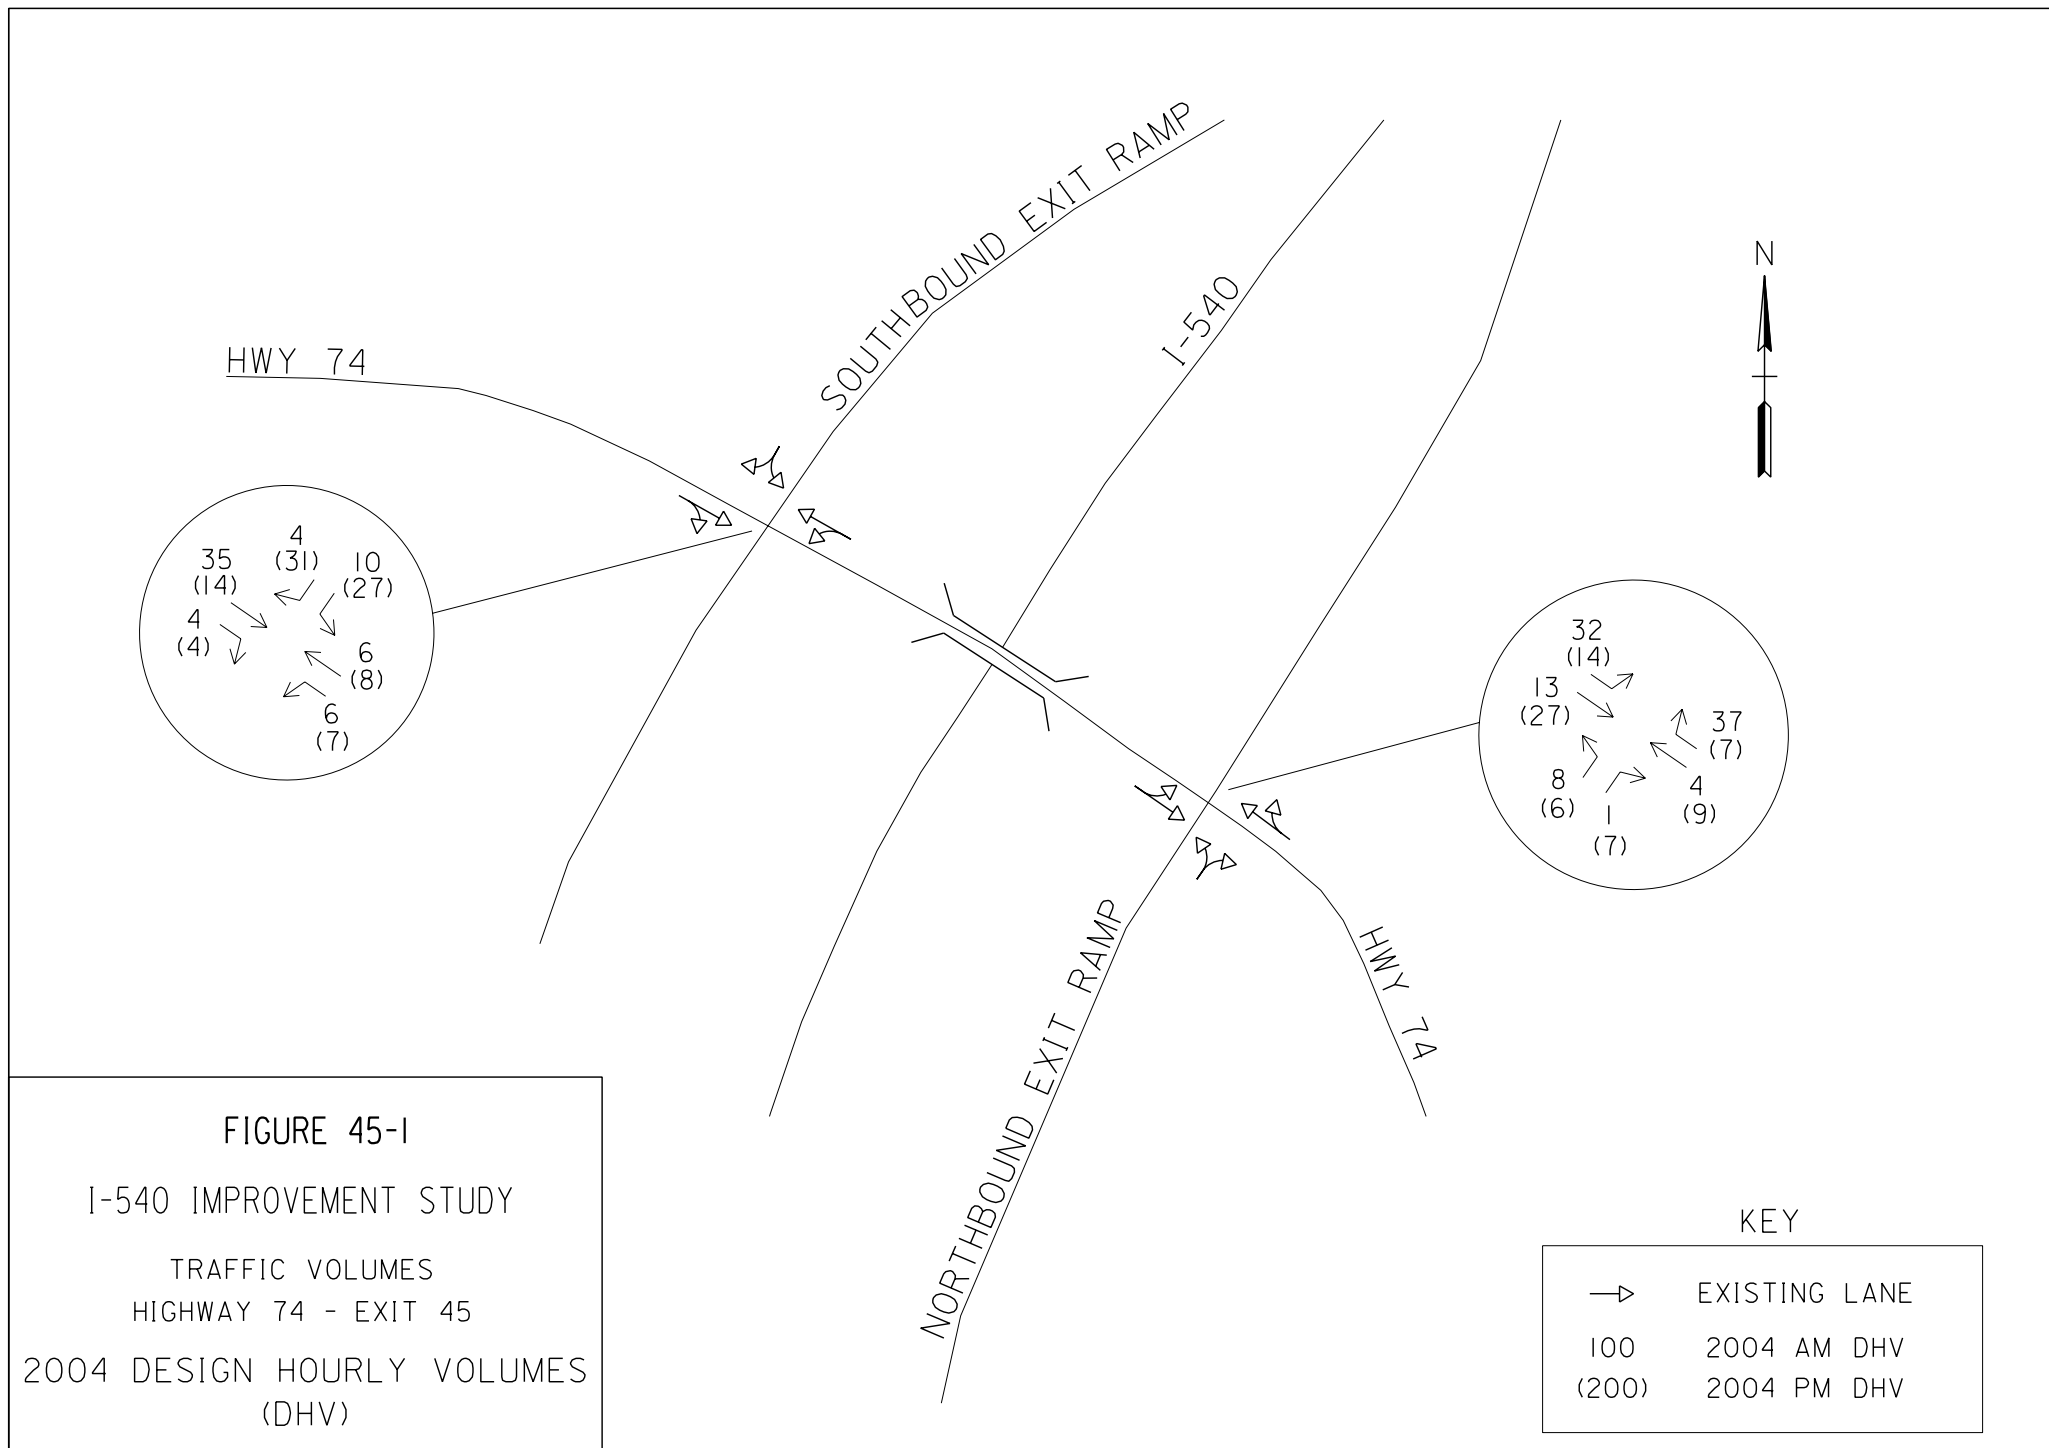 SOUTHBOUND EXIT RAMP
I-540
N
HWY 74
4
(31)
35
(14)
10
(27)
4
(4)
6
(8)
6
(7)
32
(14)
13
(27)
37
(7)
8
(6)
4
(9)
1
(7)
NORTHBOUND EXIT RAMP
HWY 74
FIGURE 45-1
I-540 IMPROVEMENT STUDY
TRAFFIC VOLUMES
HIGHWAY 74 - EXIT 45
2004 DESIGN HOURLY VOLUMES
(DHV)
KEY
EXISTING LANE
100 2004 AM DHV
(200) 2004 PM DHV